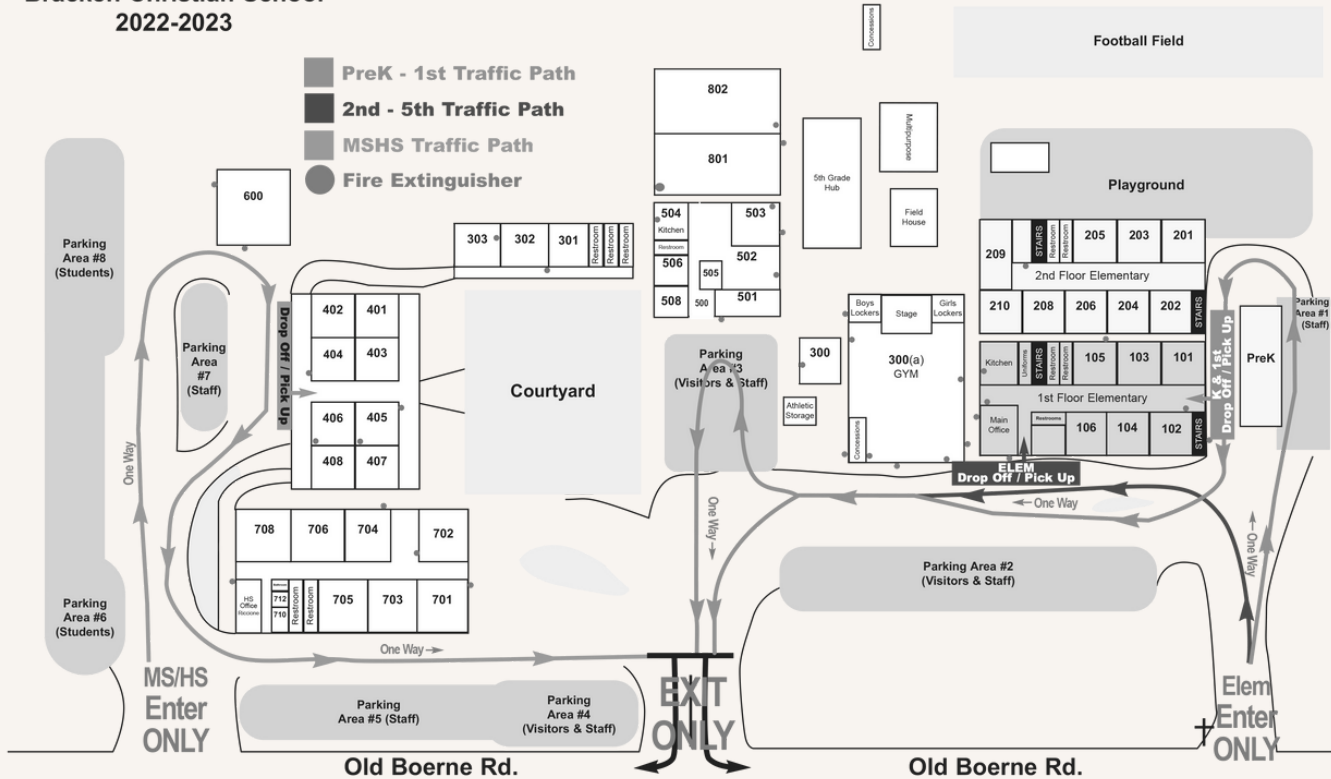 Bracken Christian School
2022-2023
PreK - 1st Traffic Path
2nd - 5th Traffic Path
MSHS Traffic Path
Fire Extinguisher
Concessions
Football Field
802
801
Multipurpose
5th Grade
Hub
Field
House
Playground
600
504
Kitchen
Restroom
506
508
503
502
505
500
501
303
302
301
Restroom
Restroom
Restroom
209
STAIRS
Restroom
Restroom
205
203
201
2nd Floor Elementary
210
208
206
204
202
STAIRS
Kitchen
Uniforms
STAIRS
Restroom
Restroom
105
103
101
1st Floor Elementary
Main
Office
Restrooms
106
104
102
STAIRS
K & 1st
Drop Off / Pick Up
PreK
Parking
Area #1
(Staff)
ELEM
Drop Off / Pick Up
Boys
Lockers
Stage
Girls
Lockers
300(a)
GYM
Concessions
300
Athletic
Storage
Parking
Area #3
(Visitors & Staff)
Courtyard
Parking
Area #8
(Students)
Parking
Area
#7
(Staff)
Drop Off / Pick Up
402
401
404
403
406
405
408
407
708
706
704
702
HS
Office
712
710
Restroom
Restroom
705
703
701
One Way
One Way
One Way
One Way
One Way
Parking Area #2
(Visitors & Staff)
Parking
Area #6
(Students)
MS/HS
Enter
ONLY
Parking
Area #5 (Staff)
Parking
Area #4
(Visitors & Staff)
EXIT
ONLY
Elem
Enter
ONLY
Old Boerne Rd.
Old Boerne Rd.